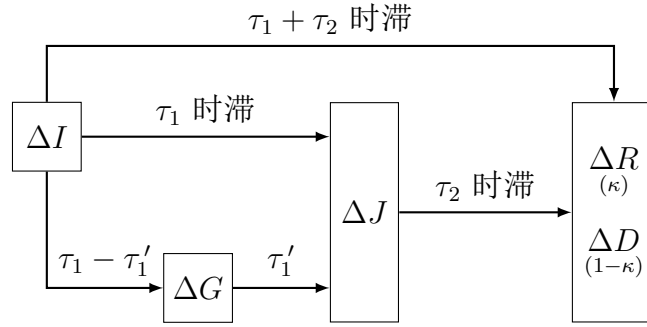 τ₁ + τ₂ 时滞
ΔI
τ₁ 时滞
ΔJ
τ₂ 时滞
ΔR
(κ)
ΔD
(1−κ)
τ₁ − τ₁′
ΔG
τ₁′